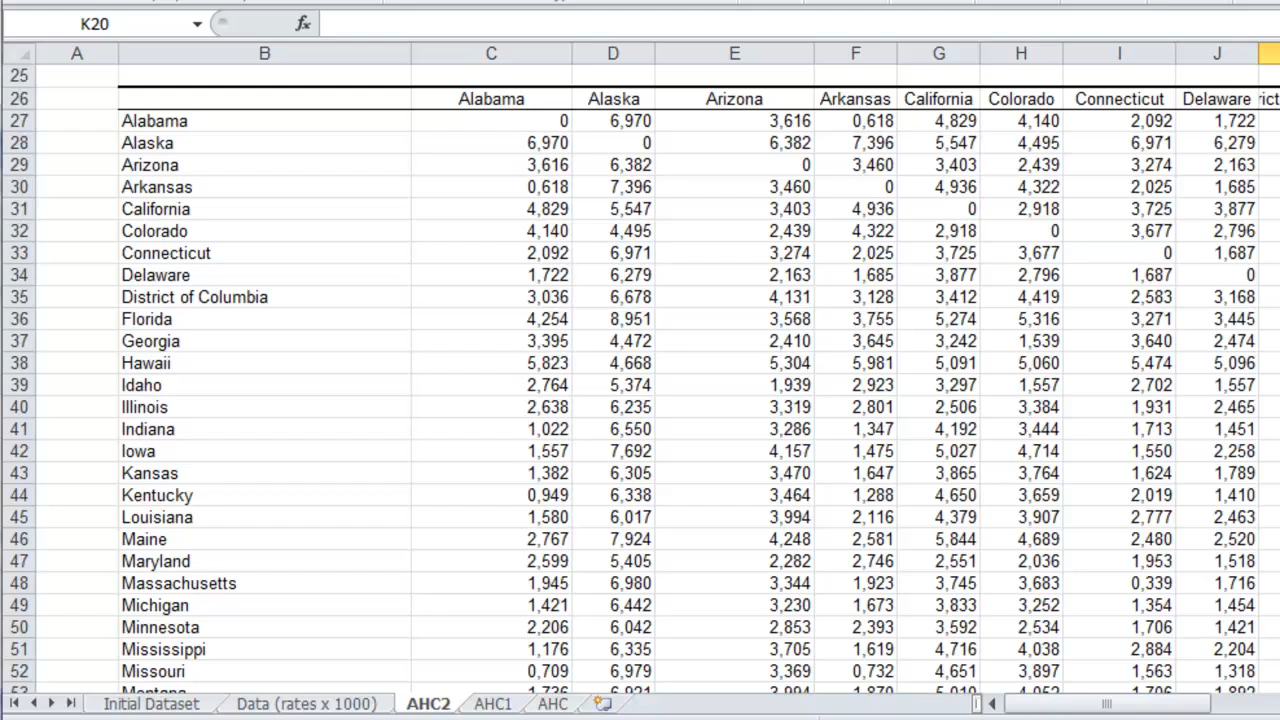 K20 fx
A B C D E F G H I J
25
26 Alabama Alaska Arizona Arkansas California Colorado Connecticut Delaware rict
27 Alabama 0 6,970 3,616 0,618 4,829 4,140 2,092 1,722
28 Alaska 6,970 0 6,382 7,396 5,547 4,495 6,971 6,279
29 Arizona 3,616 6,382 0 3,460 3,403 2,439 3,274 2,163
30 Arkansas 0,618 7,396 3,460 0 4,936 4,322 2,025 1,685
31 California 4,829 5,547 3,403 4,936 0 2,918 3,725 3,877
32 Colorado 4,140 4,495 2,439 4,322 2,918 0 3,677 2,796
33 Connecticut 2,092 6,971 3,274 2,025 3,725 3,677 0 1,687
34 Delaware 1,722 6,279 2,163 1,685 3,877 2,796 1,687 0
35 District of Columbia 3,036 6,678 4,131 3,128 3,412 4,419 2,583 3,168
36 Florida 4,254 8,951 3,568 3,755 5,274 5,316 3,271 3,445
37 Georgia 3,395 4,472 2,410 3,645 3,242 1,539 3,640 2,474
38 Hawaii 5,823 4,668 5,304 5,981 5,091 5,060 5,474 5,096
39 Idaho 2,764 5,374 1,939 2,923 3,297 1,557 2,702 1,557
40 Illinois 2,638 6,235 3,319 2,801 2,506 3,384 1,931 2,465
41 Indiana 1,022 6,550 3,286 1,347 4,192 3,444 1,713 1,451
42 Iowa 1,557 7,692 4,157 1,475 5,027 4,714 1,550 2,258
43 Kansas 1,382 6,305 3,470 1,647 3,865 3,764 1,624 1,789
44 Kentucky 0,949 6,338 3,464 1,288 4,650 3,659 2,019 1,410
45 Louisiana 1,580 6,017 3,994 2,116 4,379 3,907 2,777 2,463
46 Maine 2,767 7,924 4,248 2,581 5,844 4,689 2,480 2,520
47 Maryland 2,599 5,405 2,282 2,746 2,551 2,036 1,953 1,518
48 Massachusetts 1,945 6,980 3,344 1,923 3,745 3,683 0,339 1,716
49 Michigan 1,421 6,442 3,230 1,673 3,833 3,252 1,354 1,454
50 Minnesota 2,206 6,042 2,853 2,393 3,592 2,534 1,706 1,421
51 Mississippi 1,176 6,335 3,705 1,619 4,716 4,038 2,884 2,204
52 Missouri 0,709 6,979 3,369 0,732 4,651 3,897 1,563 1,318
53 Montana 1,736 6,921 3,994 1,870 5,019 4,052 1,706 1,892
Initial Dataset Data (rates x 1000) AHC2 AHC1 AHC